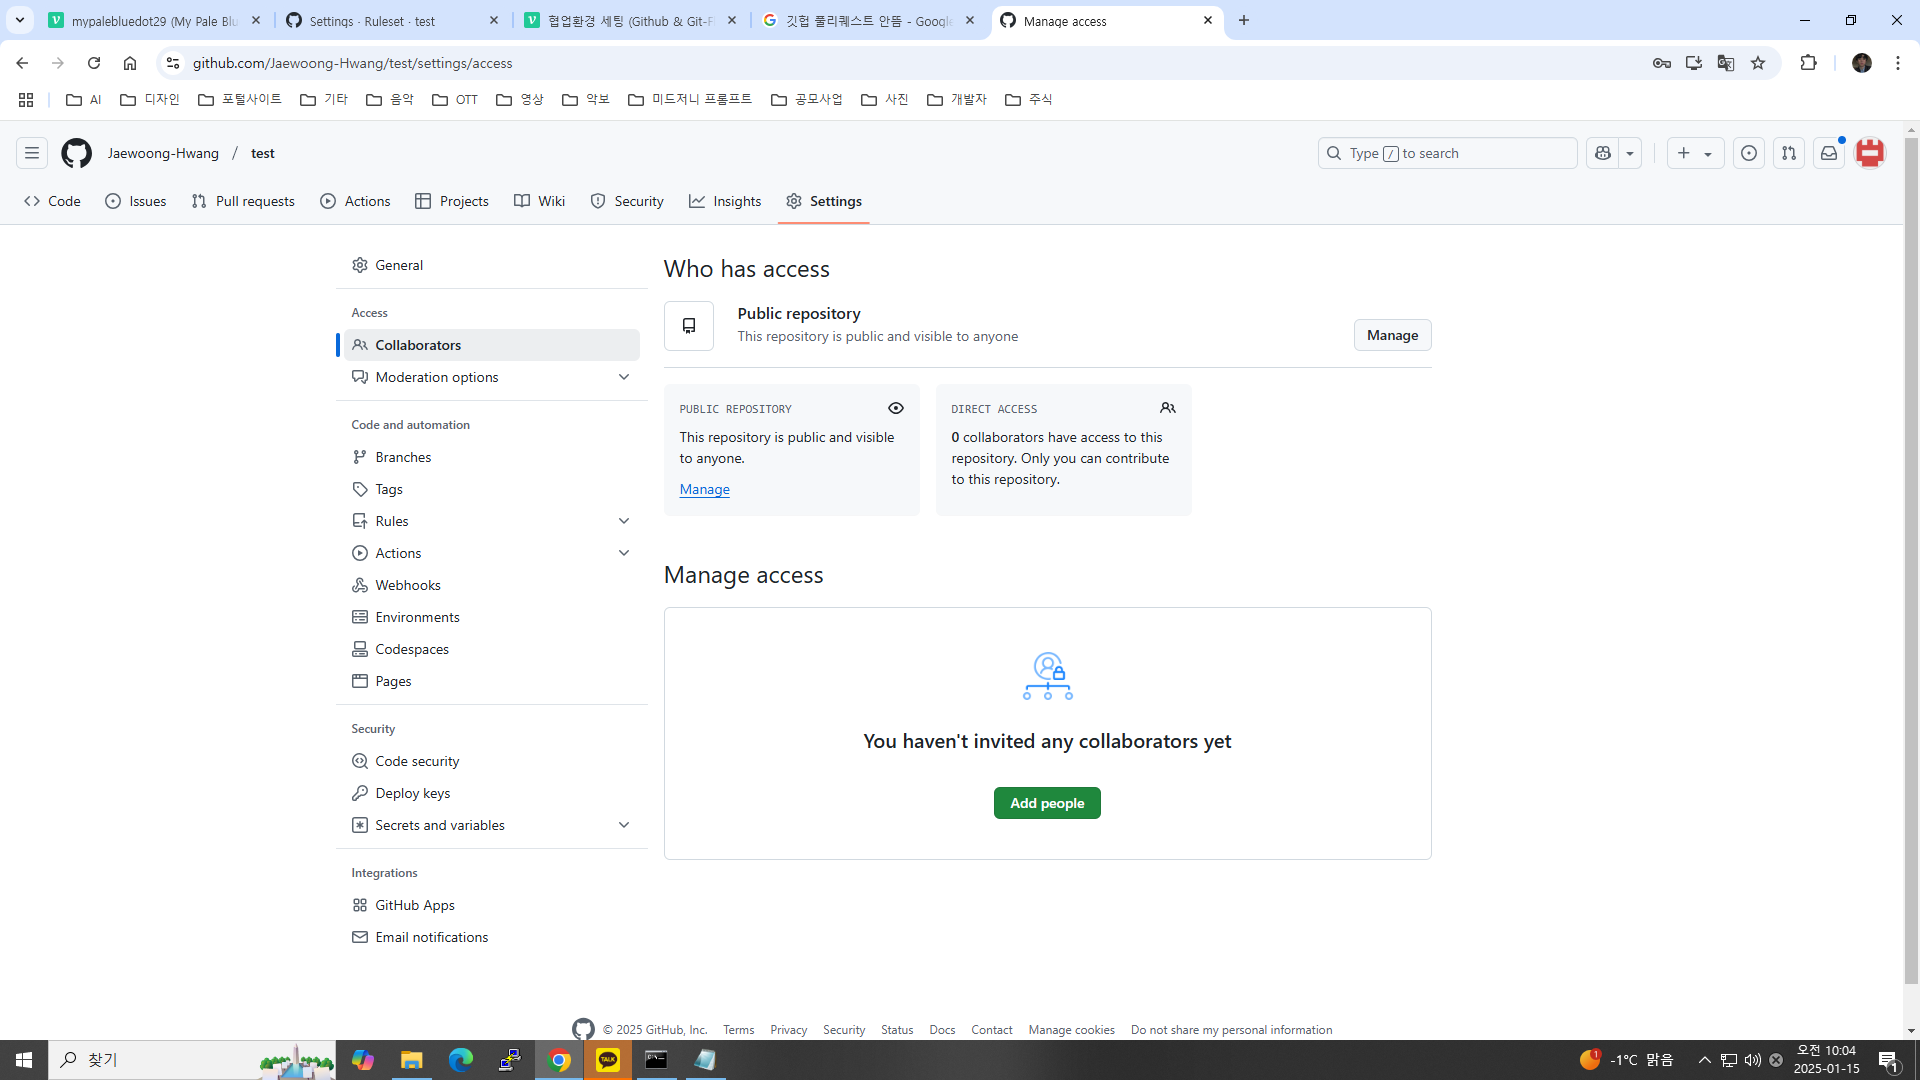 mypalebluedot29 (My Pale Blu
Settings · Ruleset · test
협업환경 세팅 (Github & Git-Fl
깃헙 풀리퀘스트 안뜸 - Google
Manage access
github.com/Jaewoong-Hwang/test/settings/access
AI
디자인
포털사이트
기타
음악
OTT
영상
악보
미드저니 프롬프트
공모사업
사진
개발자
주식
Jaewoong-Hwang / test
Type / to search
Code
Issues
Pull requests
Actions
Projects
Wiki
Security
Insights
Settings
General
Access
Collaborators
Moderation options
Code and automation
Branches
Tags
Rules
Actions
Webhooks
Environments
Codespaces
Pages
Security
Code security
Deploy keys
Secrets and variables
Integrations
GitHub Apps
Email notifications
Who has access
Public repository
This repository is public and visible to anyone
Manage
PUBLIC REPOSITORY
This repository is public and visible
to anyone.
Manage
DIRECT ACCESS
0 collaborators have access to this
repository. Only you can contribute
to this repository.
Manage access
You haven't invited any collaborators yet
Add people
© 2025 GitHub, Inc.
Terms
Privacy
Security
Status
Docs
Contact
Manage cookies
Do not share my personal information
찾기
TALK
1
-1°C 맑음
오전 10:04
2025-01-15
1